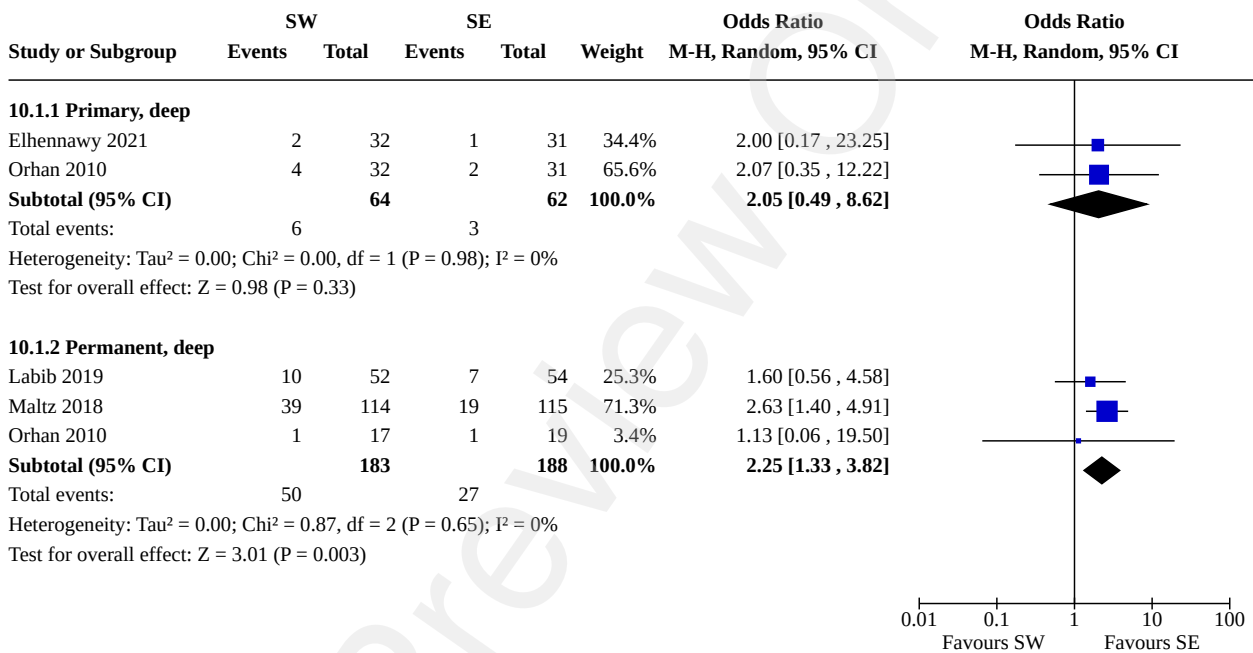 SW SE Odds Ratio Odds Ratio
Study or Subgroup Events Total Events Total Weight M-H, Random, 95% CI M-H, Random, 95% CI
10.1.1 Primary, deep
Elhennawy 2021 2 32 1 31 34.4% 2.00 [0.17 , 23.25]
Orhan 2010 4 32 2 31 65.6% 2.07 [0.35 , 12.22]
Subtotal (95% CI) 64 62 100.0% 2.05 [0.49 , 8.62]
Total events: 6 3
Heterogeneity: Tau² = 0.00; Chi² = 0.00, df = 1 (P = 0.98); I² = 0%
Test for overall effect: Z = 0.98 (P = 0.33)
10.1.2 Permanent, deep
Labib 2019 10 52 7 54 25.3% 1.60 [0.56 , 4.58]
Maltz 2018 39 114 19 115 71.3% 2.63 [1.40 , 4.91]
Orhan 2010 1 17 1 19 3.4% 1.13 [0.06 , 19.50]
Subtotal (95% CI) 183 188 100.0% 2.25 [1.33 , 3.82]
Total events: 50 27
Heterogeneity: Tau² = 0.00; Chi² = 0.87, df = 2 (P = 0.65); I² = 0%
Test for overall effect: Z = 3.01 (P = 0.003)
0.01 0.1 1 10 100
Favours SW Favours SE
Preview